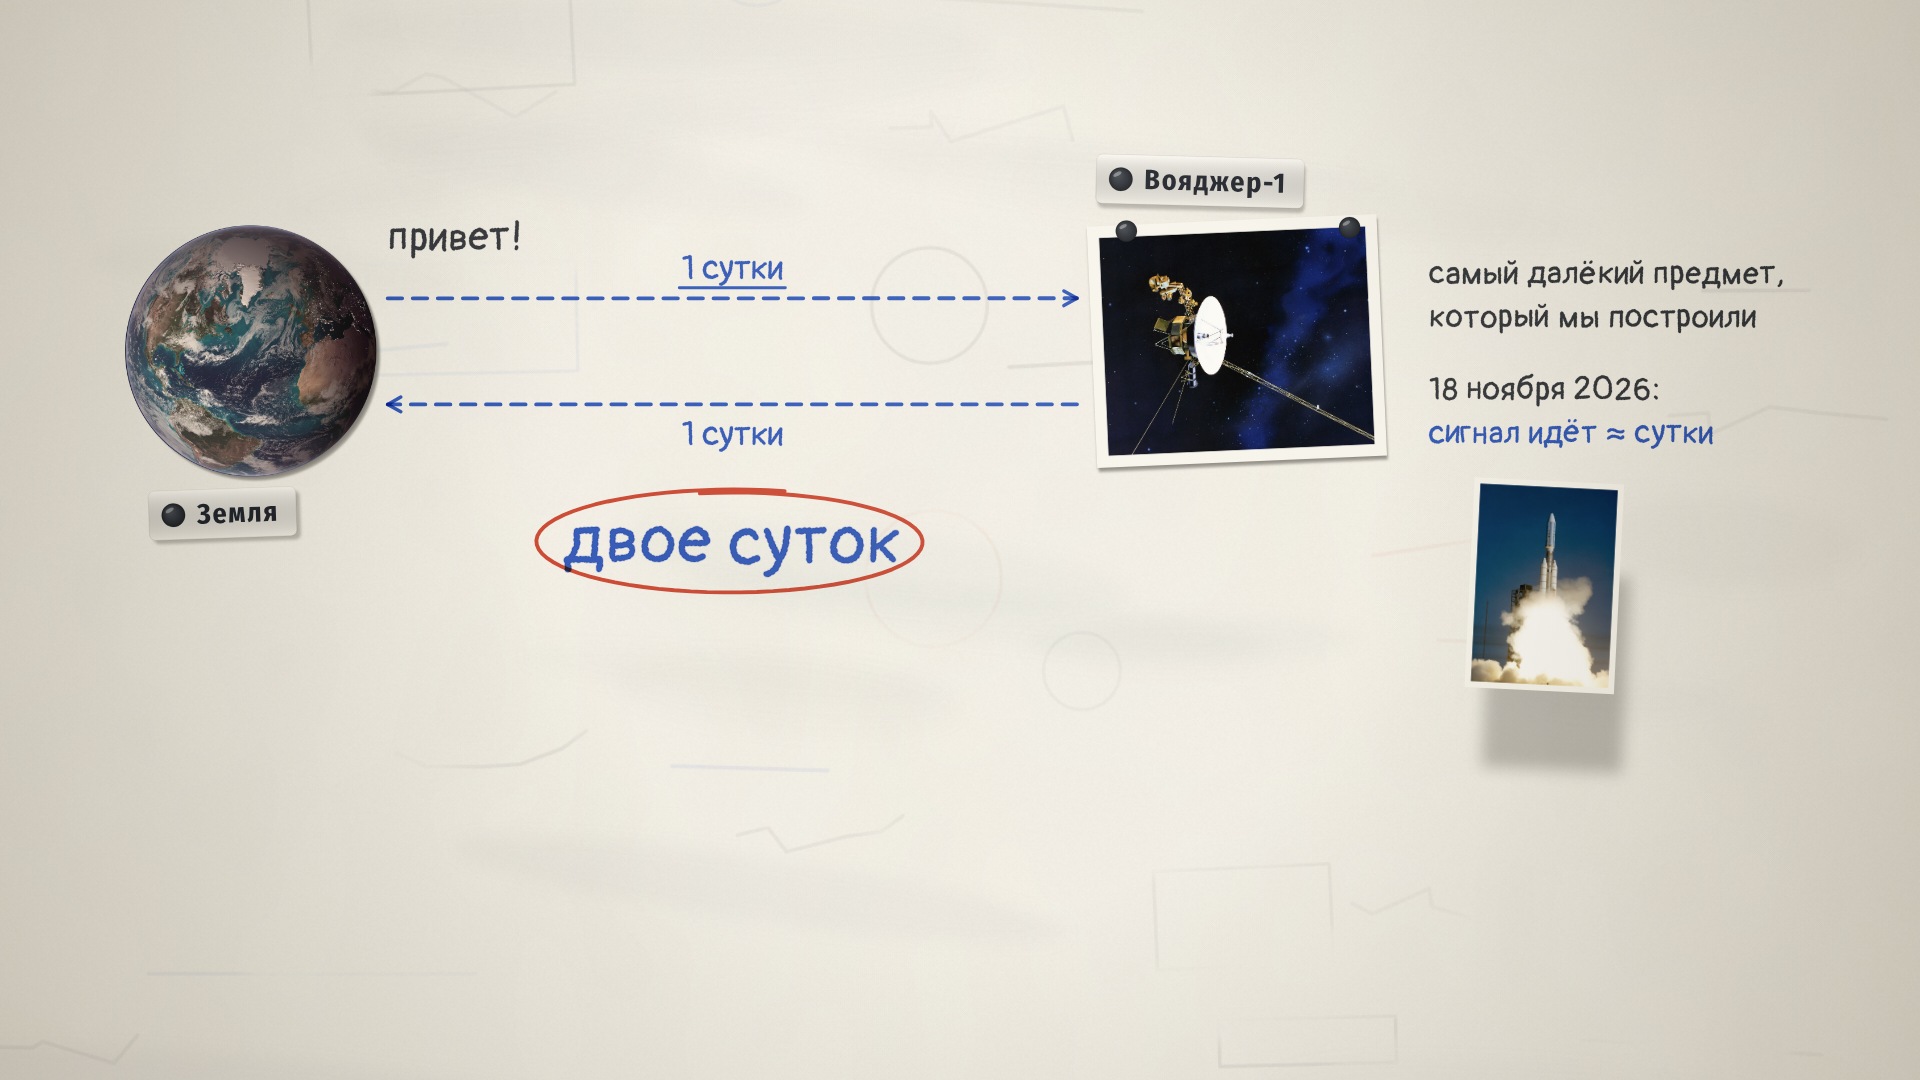 Вояджер-1
привет!
1 сутки
самый далёкий предмет,
который мы построили
18 ноября 2026:
сигнал идёт ≈ сутки
1 сутки
Земля
двое суток